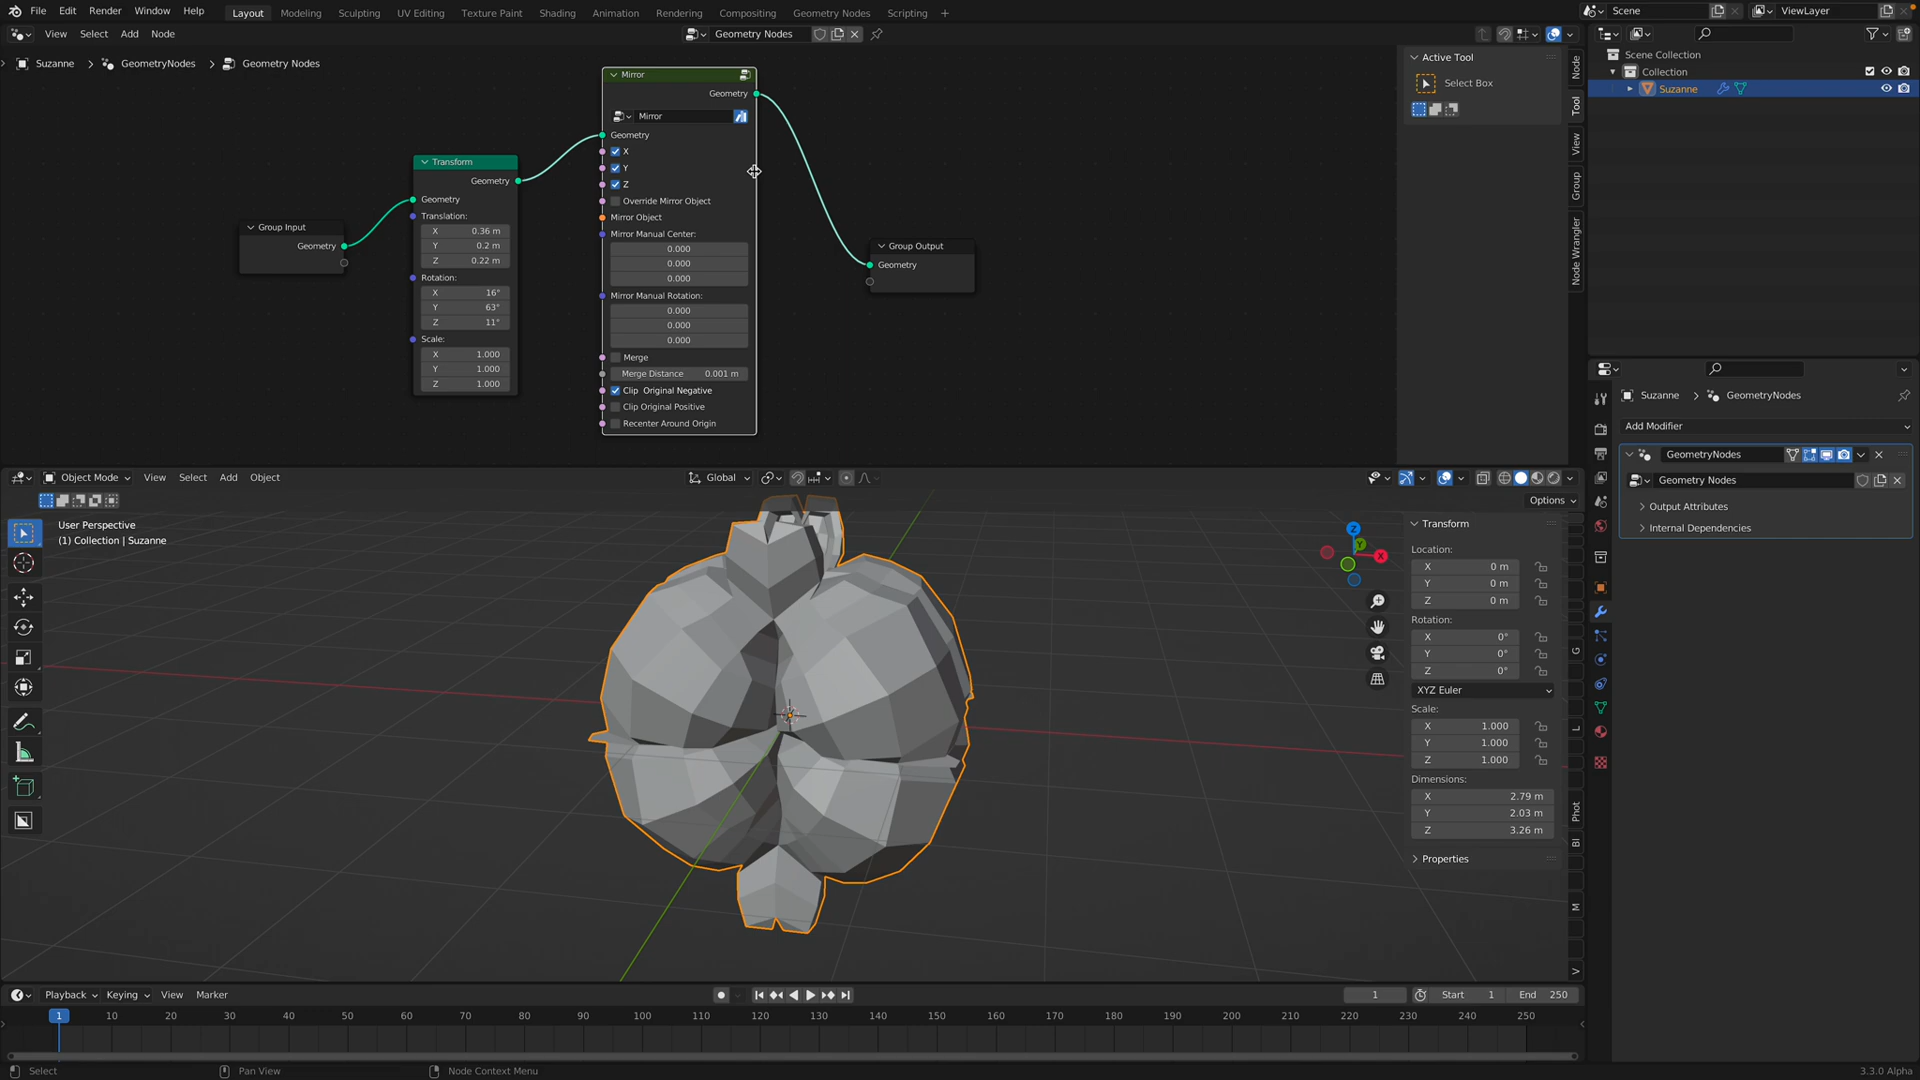 File Edit Render Window Help Layout Modeling Sculpting UV Editing Texture Paint Shading Animation Rendering Compositing Geometry Nodes Scripting + Scene ViewLayer
View Select Add Node Geometry Nodes
Suzanne > GeometryNodes > Geometry Nodes
Mirror
Geometry
Mirror
Geometry
X
Y
Z
Override Mirror Object
Mirror Object
Mirror Manual Center:
0.000
0.000
0.000
Mirror Manual Rotation:
0.000
0.000
0.000
Merge
Merge Distance 0.001 m
Clip Original Negative
Clip Original Positive
Recenter Around Origin
Transform
Geometry
Geometry
Translation:
X 0.36 m
Y 0.2 m
Z 0.22 m
Rotation:
X 16°
Y 63°
Z 11°
Scale:
X 1.000
Y 1.000
Z 1.000
Group Input
Geometry
Group Output
Geometry
Active Tool
Select Box
Node
Tool
View
Group
Node Wrangler
Scene Collection
Collection
Suzanne
Suzanne > GeometryNodes
Add Modifier
GeometryNodes
Geometry Nodes
Output Attributes
Internal Dependencies
Object Mode View Select Add Object Global
Options
User Perspective
(1) Collection | Suzanne
Z
Y
X
Transform
Location:
X 0 m
Y 0 m
Z 0 m
Rotation:
X 0°
Y 0°
Z 0°
XYZ Euler
Scale:
X 1.000
Y 1.000
Z 1.000
Dimensions:
X 2.79 m
Y 2.03 m
Z 3.26 m
Properties
G
L
Phot
Bl
M
V
Playback Keying View Marker 1 Start 1 End 250
1 10 20 30 40 50 60 70 80 90 100 110 120 130 140 150 160 170 180 190 200 210 220 230 240 250
Select Pan View Node Context Menu 3.3.0 Alpha